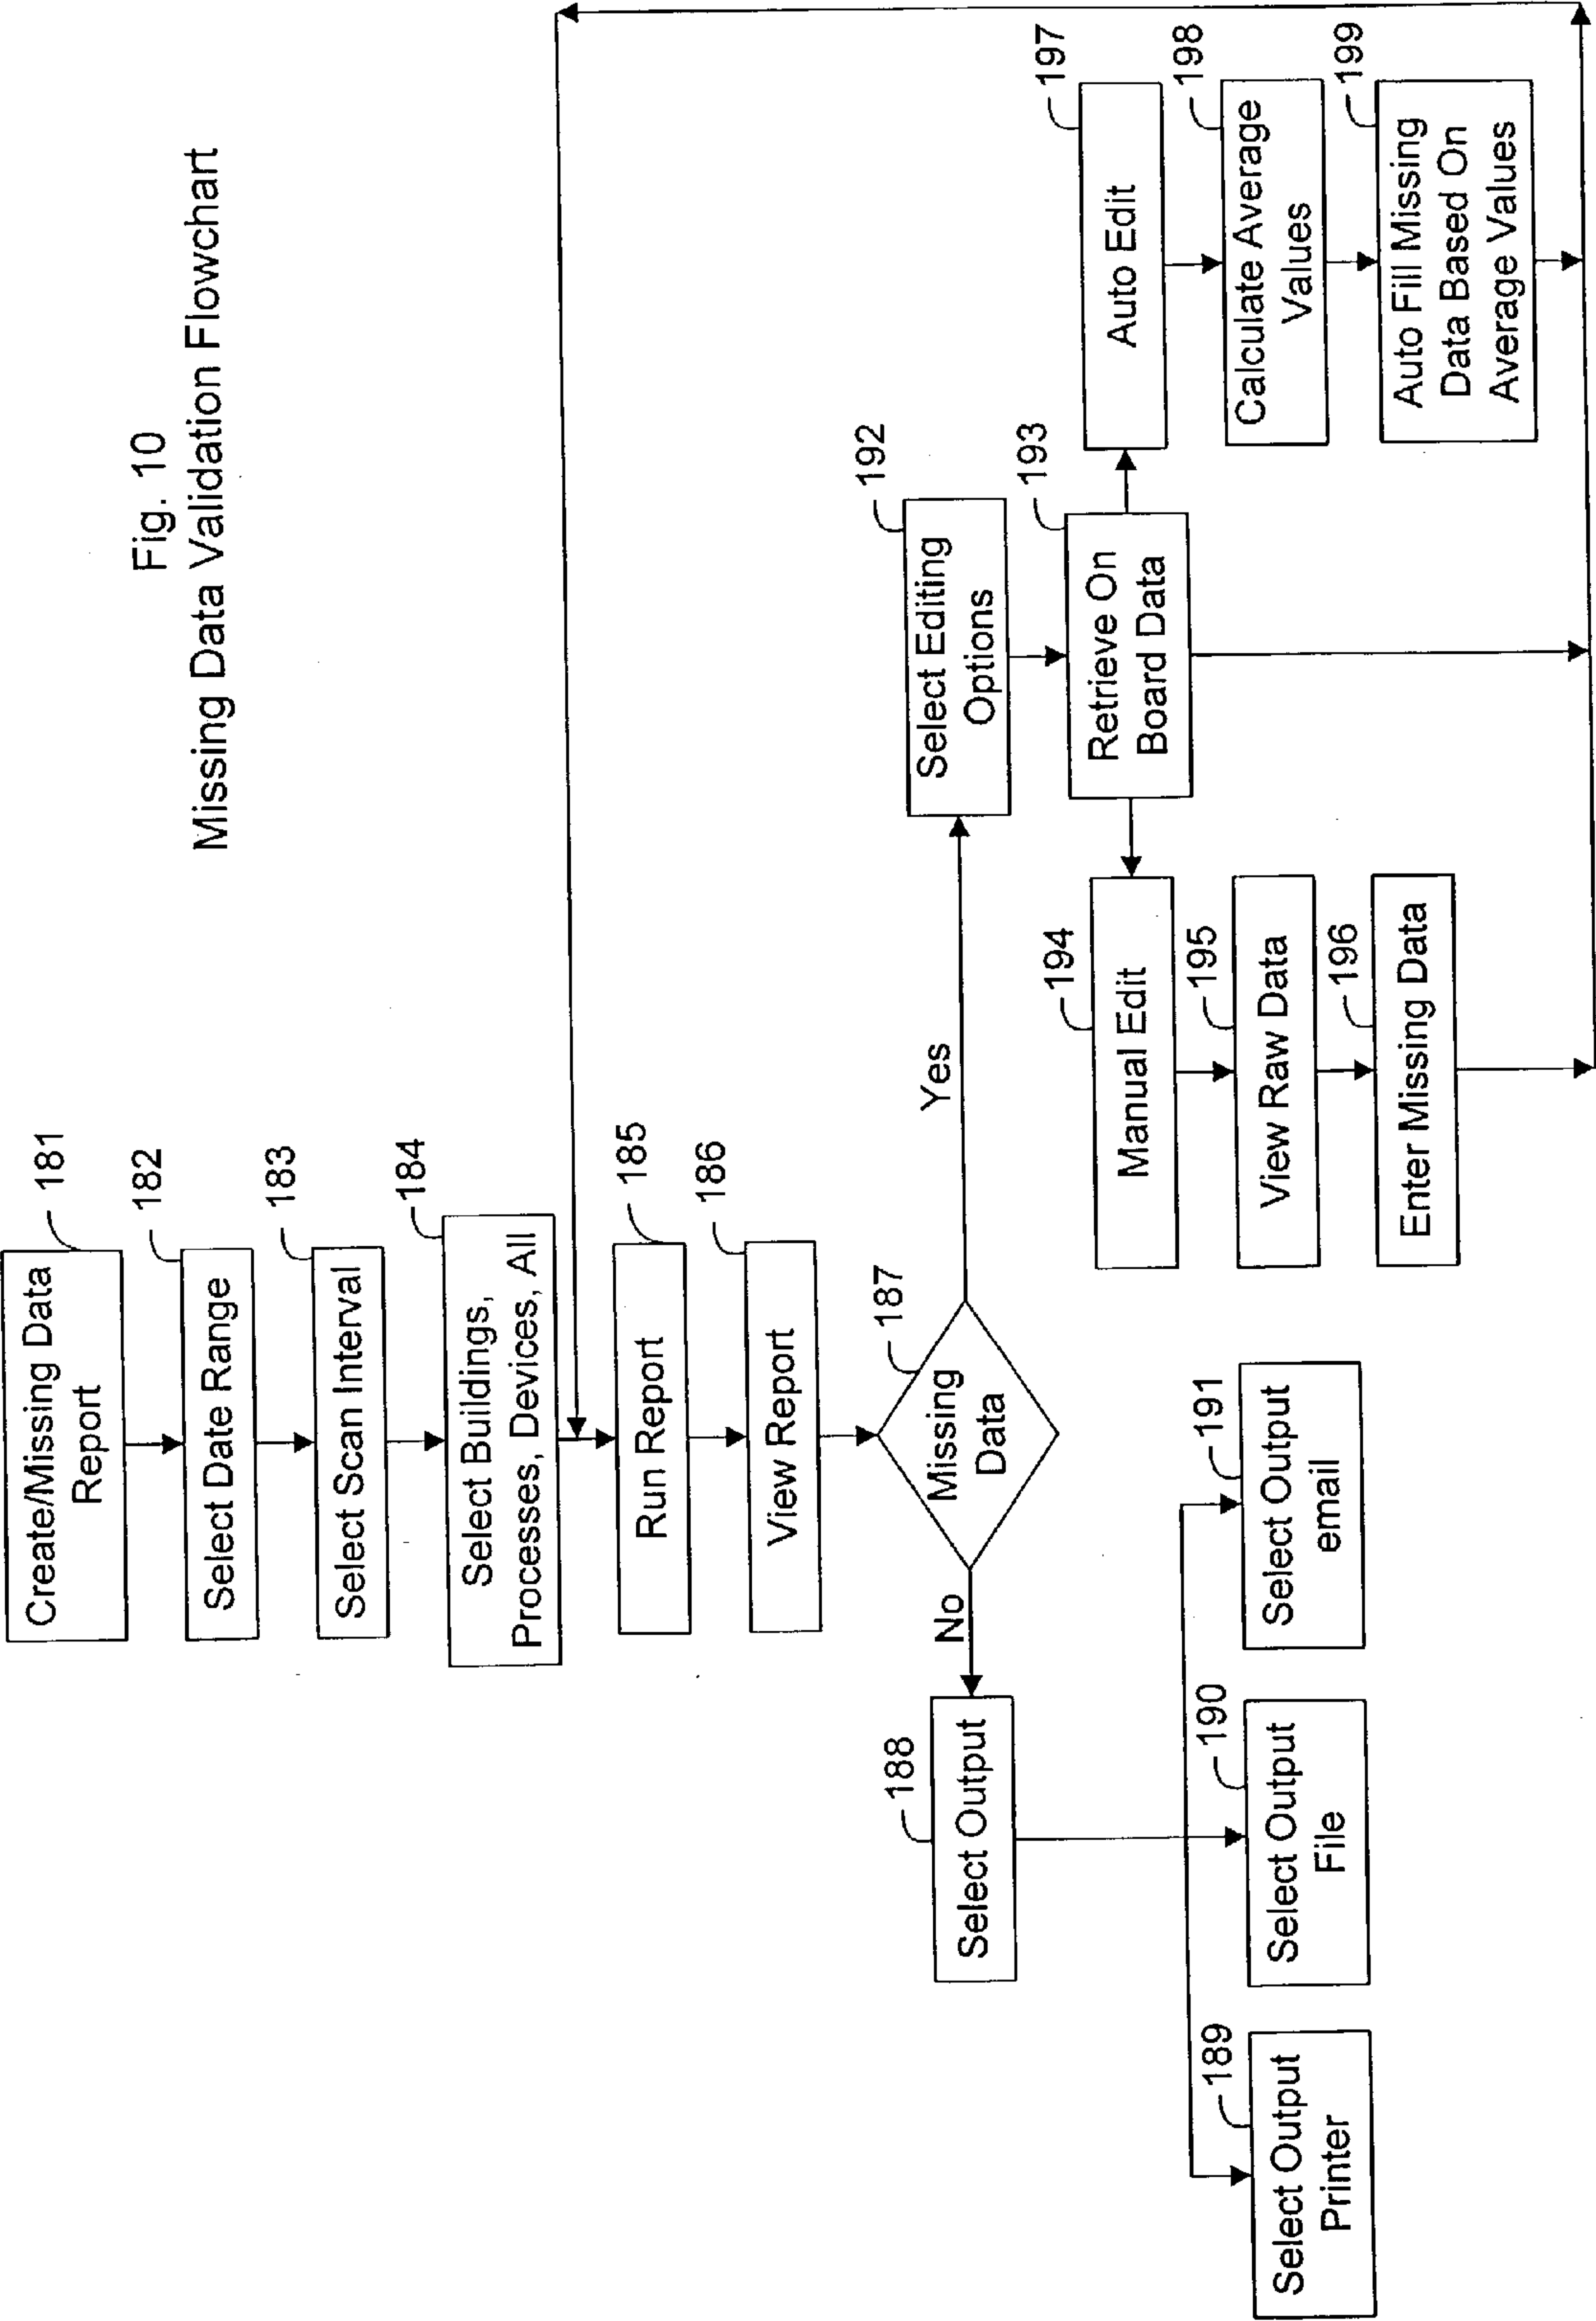 Fig. 10
Missing Data Validation Flowchart
Create/Missing Data
Report
181
Select Date Range
182
Select Scan Interval
183
Select Buildings,
Processes, Devices, All
184
Run Report
185
View Report
186
Missing
Data
187
No
Yes
Select Output
188
Select Output
Printer
189
Select Output
File
190
Select Output
email
191
Select Editing
Options
192
Retrieve On
Board Data
193
Manual Edit
194
View Raw Data
195
Enter Missing Data
196
Auto Edit
197
Calculate Average
Values
198
Auto Fill Missing
Data Based On
Average Values
199